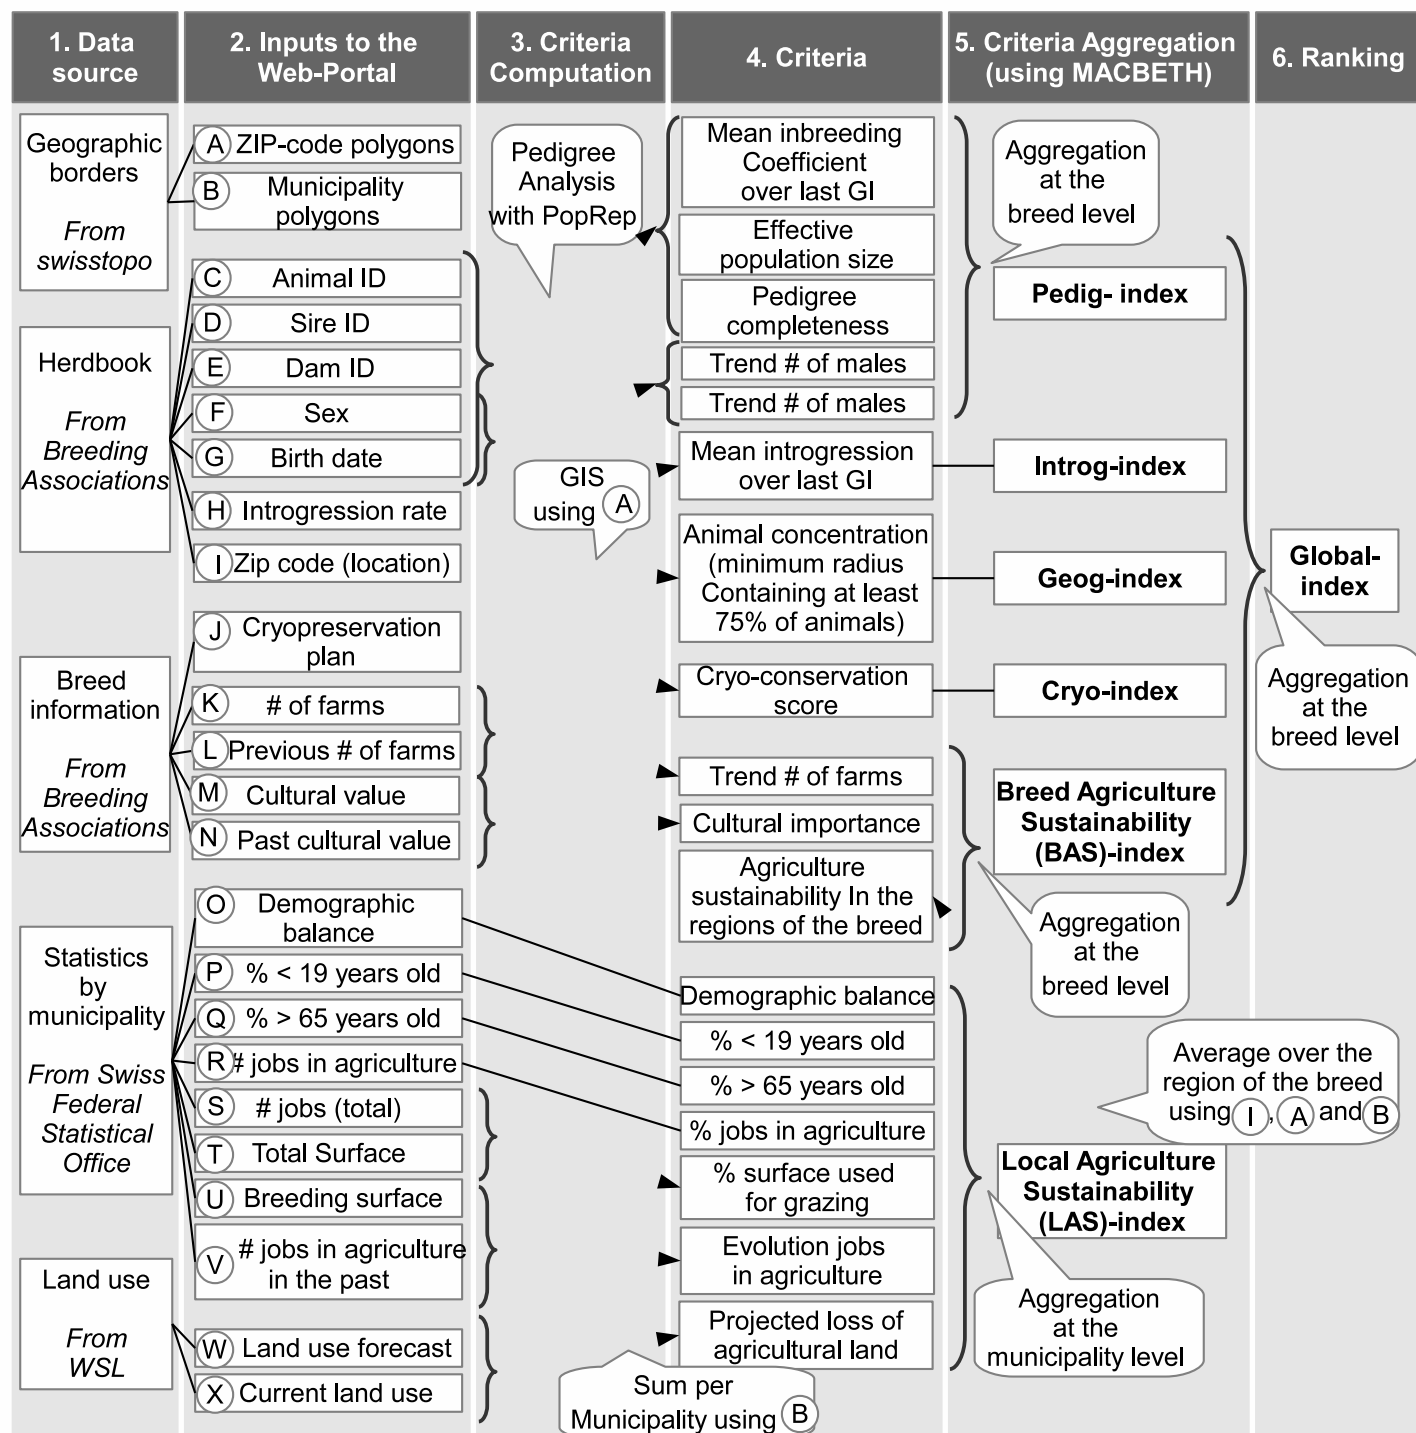 1. Data
source
2. Inputs to the
Web-Portal
3. Criteria
Computation
4. Criteria
5. Criteria Aggregation
(using MACBETH)
6. Ranking
Geographic
borders
From
swisstopo
Herdbook
From
Breeding
Associations
Breed
information
From
Breeding
Associations
Statistics
by
municipality
From Swiss
Federal
Statistical
Office
Land use
From
WSL
A ZIP-code polygons
B Municipality
polygons
C Animal ID
D Sire ID
E Dam ID
F Sex
G Birth date
H Introgression rate
I Zip code (location)
J Cryopreservation
plan
K # of farms
L Previous # of farms
M Cultural value
N Past cultural value
O Demographic
balance
P % < 19 years old
Q % > 65 years old
R # jobs in agriculture
S # jobs (total)
T Total Surface
U Breeding surface
V # jobs in agriculture
in the past
W Land use forecast
X Current land use
Pedigree
Analysis
with PopRep
GIS
using A
Sum per
Municipality using B
Mean inbreeding
Coefficient
over last GI
Effective
population size
Pedigree
completeness
Trend # of males
Trend # of males
Mean introgression
over last GI
Animal concentration
(minimum radius
Containing at least
75% of animals)
Cryo-conservation
score
Trend # of farms
Cultural importance
Agriculture
sustainability In the
regions of the breed
Demographic balance
% < 19 years old
% > 65 years old
% jobs in agriculture
% surface used
for grazing
Evolution jobs
in agriculture
Projected loss of
agricultural land
Aggregation
at the
breed level
Pedig- index
Introg-index
Geog-index
Cryo-index
Breed Agriculture
Sustainability
(BAS)-index
Aggregation
at the
breed level
Average over the
region of the breed
using I, A and B
Local Agriculture
Sustainability
(LAS)-index
Aggregation
at the
municipality level
Global-
index
Aggregation
at the
breed level